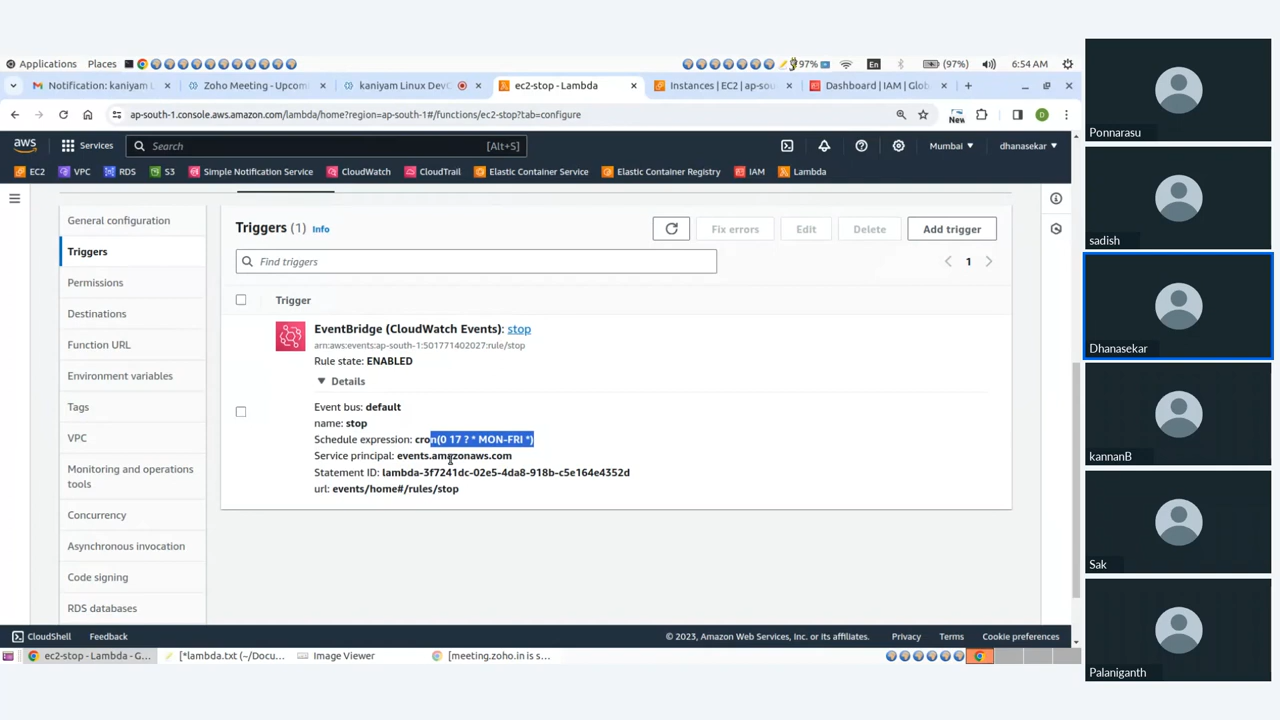 Applications Places 97% En (97%) 6:54 AM
Notification: kaniyam L Zoho Meeting - Upcom kaniyam Linux DevO ec2-stop - Lambda Instances | EC2 | ap-sou Dashboard | IAM | Glob
ap-south-1.console.aws.amazon.com/lambda/home?region=ap-south-1#/functions/ec2-stop?tab=configure New D
aws Services Search [Alt+S] Mumbai dhanasekar
EC2 VPC RDS S3 Simple Notification Service CloudWatch CloudTrail Elastic Container Service Elastic Container Registry IAM Lambda
General configuration
Triggers
Permissions
Destinations
Function URL
Environment variables
Tags
VPC
Monitoring and operations
tools
Concurrency
Asynchronous invocation
Code signing
RDS databases
Triggers (1) Info
Fix errors Edit Delete Add trigger
Find triggers
1
Trigger
EventBridge (CloudWatch Events): stop
arn:aws:events:ap-south-1:501771402027:rule/stop
Rule state: ENABLED
Details
Event bus: default
name: stop
Schedule expression: cron(0 17 ? * MON-FRI *)
Service principal: events.amazonaws.com
Statement ID: lambda-3f7241dc-02e5-4da8-918b-c5e164e4352d
url: events/home#/rules/stop
CloudShell Feedback © 2023, Amazon Web Services, Inc. or its affiliates. Privacy Terms Cookie preferences
ec2-stop - Lambda - G... [*lambda.txt (~/Docu... Image Viewer [meeting.zoho.in is s...
Ponnarasu
sadish
Dhanasekar
kannanB
Sak
Palaniganth